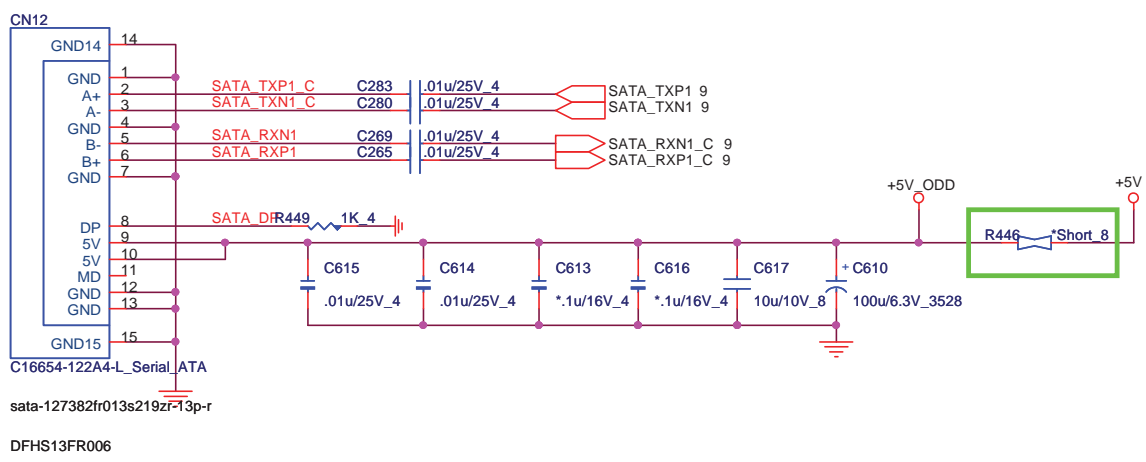 CN12
GND14 14
GND 1
A+ 2 SATA_TXP1_C C283 .01u/25V_4 SATA_TXP1 9
A- 3 SATA_TXN1_C C280 .01u/25V_4 SATA_TXN1 9
GND 4
B- 5 SATA_RXN1 C269 .01u/25V_4 SATA_RXN1_C 9
B+ 6 SATA_RXP1 C265 .01u/25V_4 SATA_RXP1_C 9
GND 7
+5V_ODD +5V
DP 8 SATA_DP R449 1K_4
R446 *Short_8
5V 9
5V 10
MD 11
C615 C614 C613 C616 C617 + C610
GND 12
.01u/25V_4 .01u/25V_4 *.1u/16V_4 *.1u/16V_4 10u/10V_8 100u/6.3V_3528
GND 13
GND15 15
C16654-122A4-L_Serial_ATA
sata-127382fr013s219zr-13p-r
DFHS13FR006